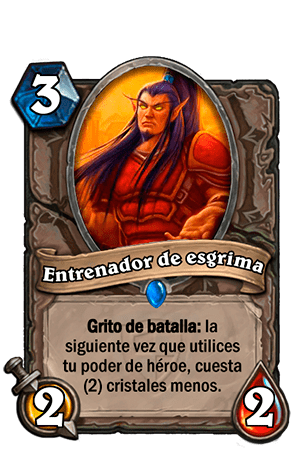 3
Entrenador de esgrima
Grito de batalla: la
siguiente vez que utilices
tu poder de héroe, cuesta
(2) cristales menos.
2
2